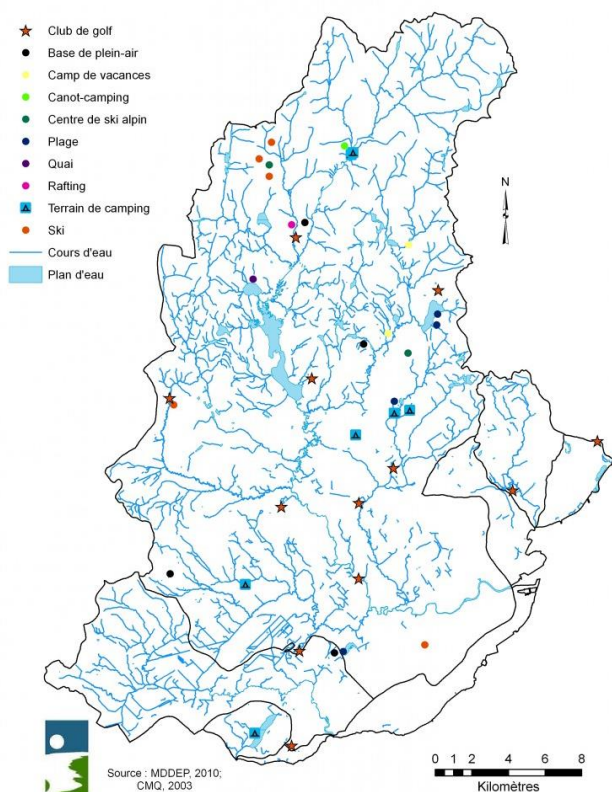 Club de golf
Base de plein-air
Camp de vacances
Canot-camping
Centre de ski alpin
Plage
Quai
Rafting
Terrain de camping
Ski
Cours d'eau
Plan d'eau
N
Source : MDDEP, 2010;
CMQ, 2003
0 1 2 4 6 8
Kilomètres